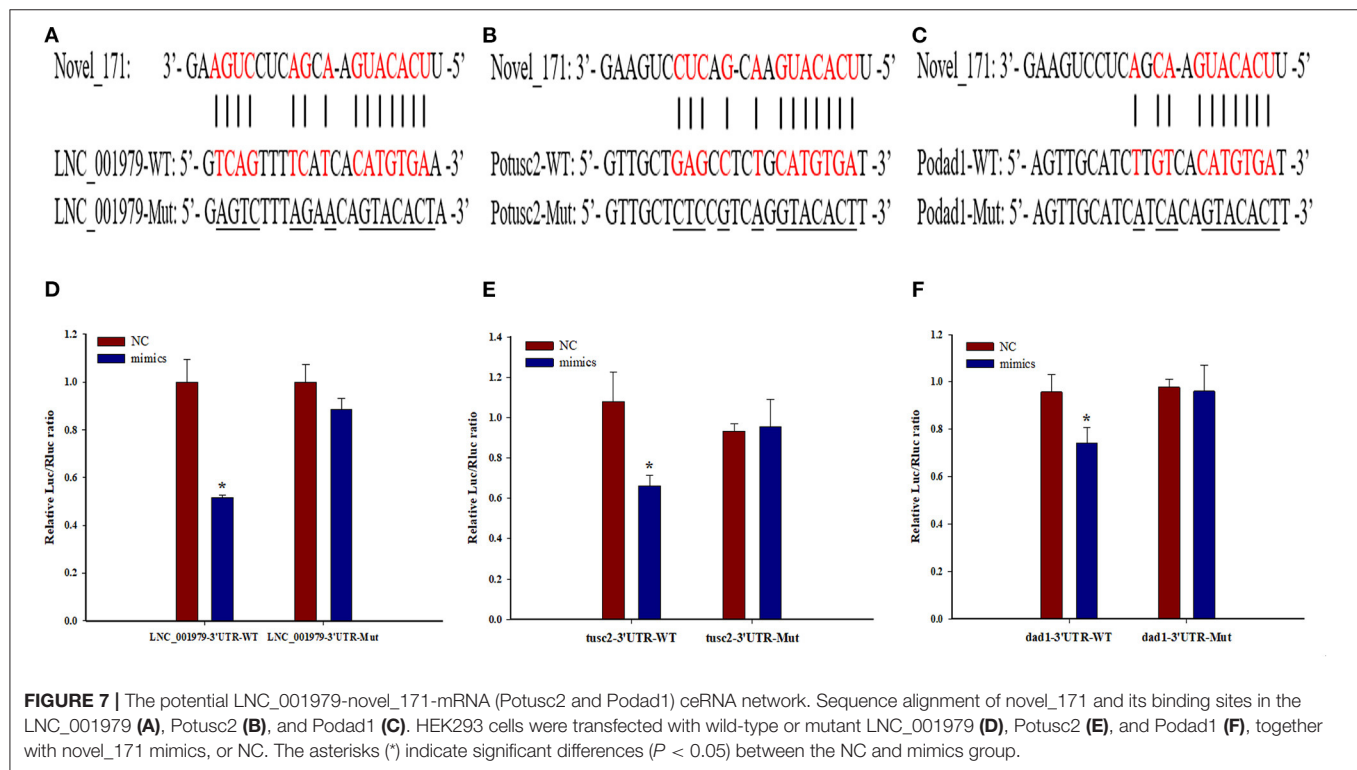 A
Novel_171: 3'- GAAGUCCUCAGCA-AGUACACUU -5'
LNC_001979-WT: 5'- GTCAGTTTTCATCACATGTGAA -3'
LNC_001979-Mut: 5'- GAGTCTTTAGAACAGTACACTA -3'
B
Novel_171: 3'- GAAGUCCUCAG-CAAGUACACUU -5'
Potusc2-WT: 5'- GTTGCTGAGCCTCTGCATGTGAT -3'
Potusc2-Mut: 5'- GTTGCTCTCCGTCAGGTACACTT -3'
C
Novel_171: 3'- GAAGUCCUCAGCA-AGUACACUU -5'
Podad1-WT: 5'- AGTTGCATCTTGTCACATGTGAT -3'
Podad1-Mut: 5'- AGTTGCATCATCACAGTACACTT -3'
D
Relative Luc/Rluc ratio
1.2
1.0
0.8
0.6
0.4
0.2
0.0
NC
mimics
*
LNC_001979-3'UTR-WT LNC_001979-3'UTR-Mut
E
Relative Luc/Rluc ratio
1.4
1.2
1.0
0.8
0.6
0.4
0.2
0.0
NC
mimics
*
tusc2-3'UTR-WT tusc2-3'UTR-Mut
F
Relative Luc/Rluc ratio
1.2
1.0
0.8
0.6
0.4
0.2
0.0
NC
mimics
*
dad1-3'UTR-WT dad1-3'UTR-Mut
FIGURE 7 | The potential LNC_001979-novel_171-mRNA (Potusc2 and Podad1) ceRNA network. Sequence alignment of novel_171 and its binding sites in the
LNC_001979 (A), Potusc2 (B), and Podad1 (C). HEK293 cells were transfected with wild-type or mutant LNC_001979 (D), Potusc2 (E), and Podad1 (F), together
with novel_171 mimics, or NC. The asterisks (*) indicate significant differences (P < 0.05) between the NC and mimics group.